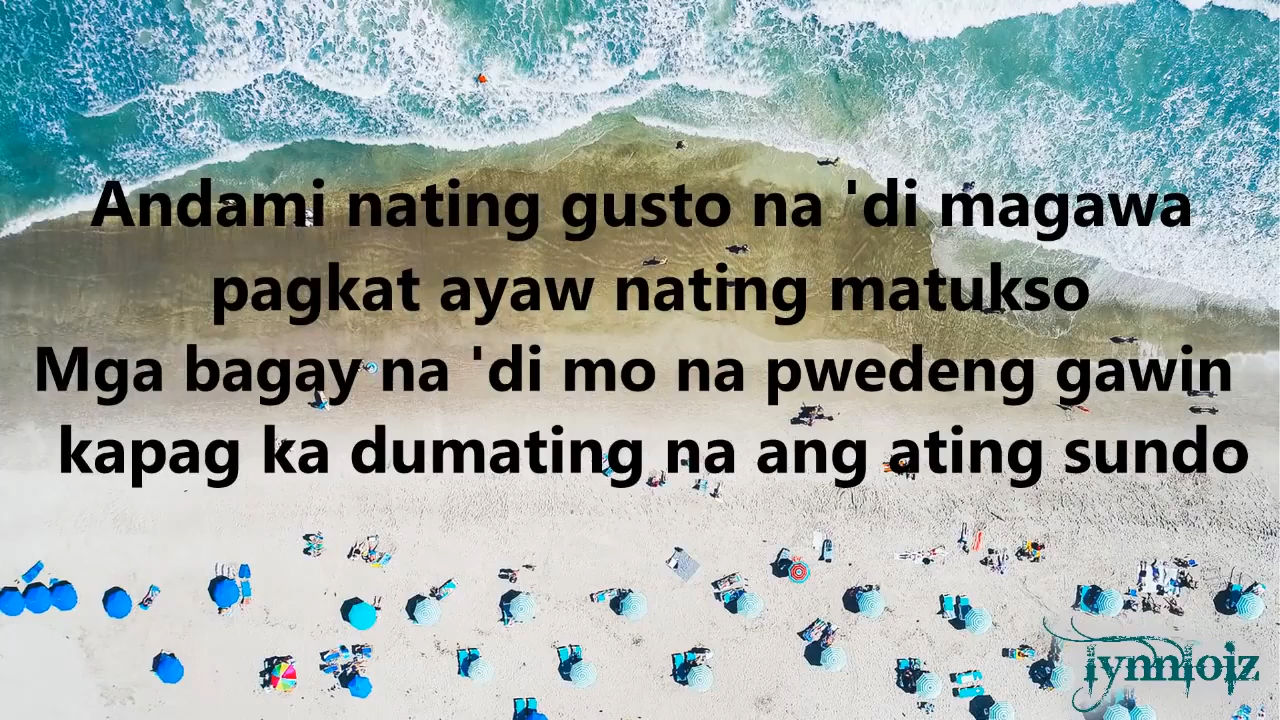 Andami nating gusto na 'di magawa
pagkat ayaw nating matukso
Mga bagay na 'di mo na pwedeng gawin
kapag ka dumating na ang ating sundo
lynnloiz